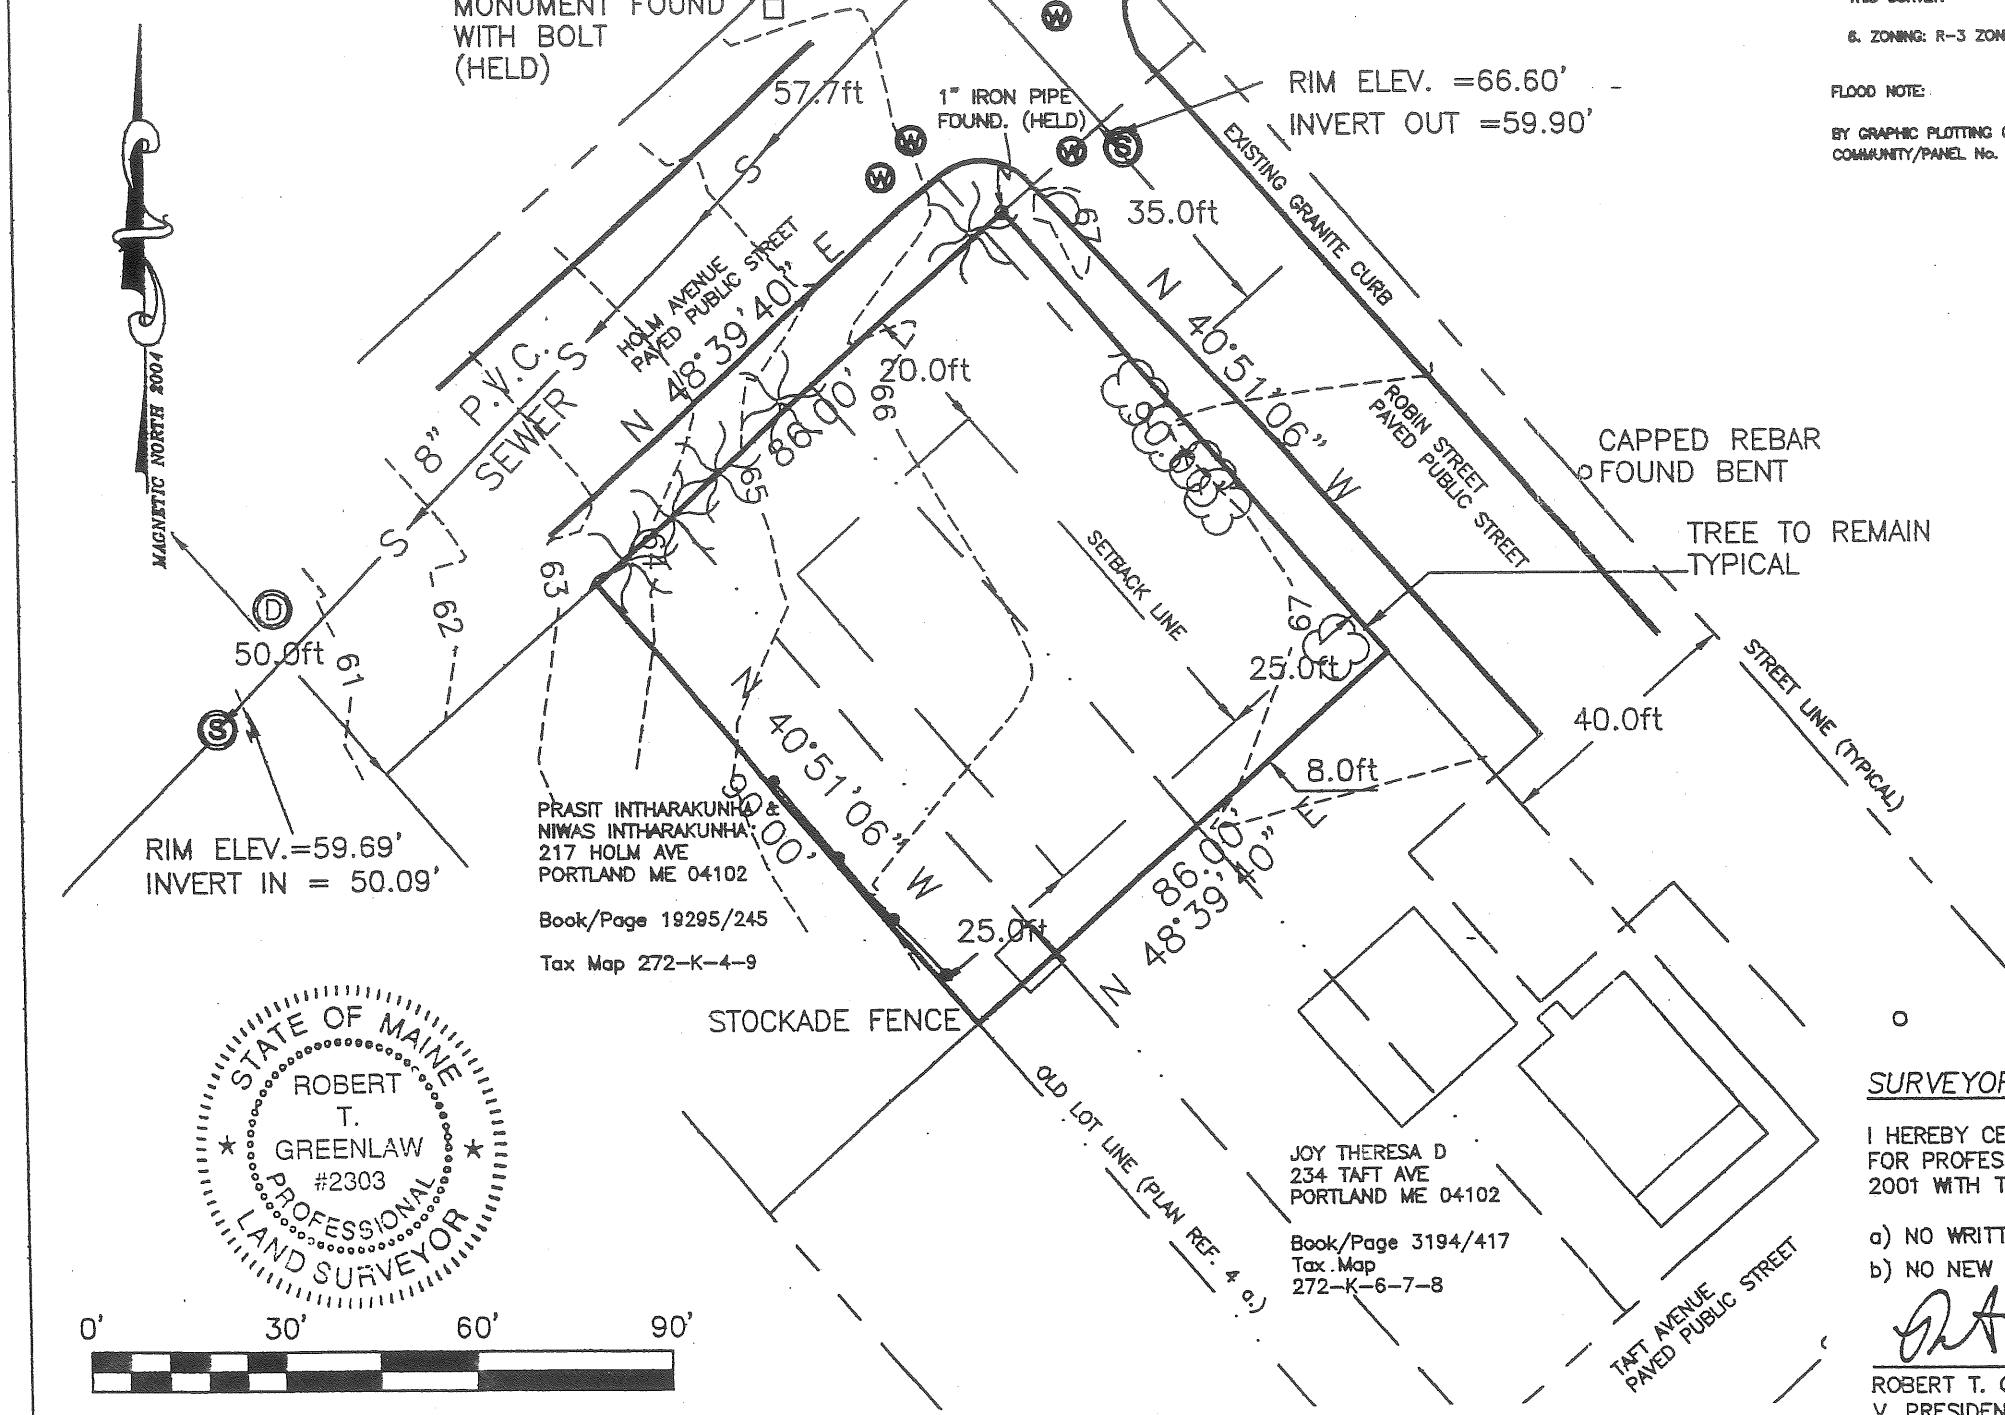 MONUMENT FOUND
WITH BOLT
(HELD)
57.7ft
1" IRON PIPE
FOUND. (HELD)
RIM ELEV. =66.60'
INVERT OUT =59.90'
6. ZONING: R-3 ZON
FLOOD NOTE:
BY GRAPHIC PLOTTING
COMMUNITY/PANEL No.
W
W
W
W
S
S
EXISTING GRANITE CURB
35.0ft
67
HOLM AVENUE
PAVED PUBLIC STREET
N 48°39'40" E
N 40°51'06" W
MAGNETIC NORTH 2004
8" P.V.C.
SEWER
S
S
20.0ft
86.00'
90.00'
66
65
64
63
62
61
ROBIN STREET
PAVED PUBLIC STREET
CAPPED REBAR
FOUND BENT
TREE TO REMAIN
TYPICAL
SETBACK LINE
67
25.0ft
D
50.0ft
S
40.0ft
STREET LINE (TYPICAL)
8.0ft
N 40°51'06" W
90.00'
RIM ELEV.=59.69'
INVERT IN = 50.09'
PRASIT INTHARAKUNHA &
NIWAS INTHARAKUNHA
217 HOLM AVE
PORTLAND ME 04102
Book/Page 19295/245
Tax Map 272-K-4-9
25.0ft
86.00'
N 48°39'40" E
STOCKADE FENCE
OLD LOT LINE (PLAN REF. 4 a.)
STATE OF MAINE
ROBERT
T.
GREENLAW
#2303
PROFESSIONAL
LAND SURVEYOR
JOY THERESA D
234 TAFT AVE
PORTLAND ME 04102
Book/Page 3194/417
Tax Map
272-K-6-7-8
TAFT AVENUE
PAVED PUBLIC STREET
SURVEYOR
I HEREBY CE
FOR PROFES
2001 WITH T
a) NO WRITT
b) NO NEW
ROBERT T.
V. PRESIDEN
0' 30' 60' 90'